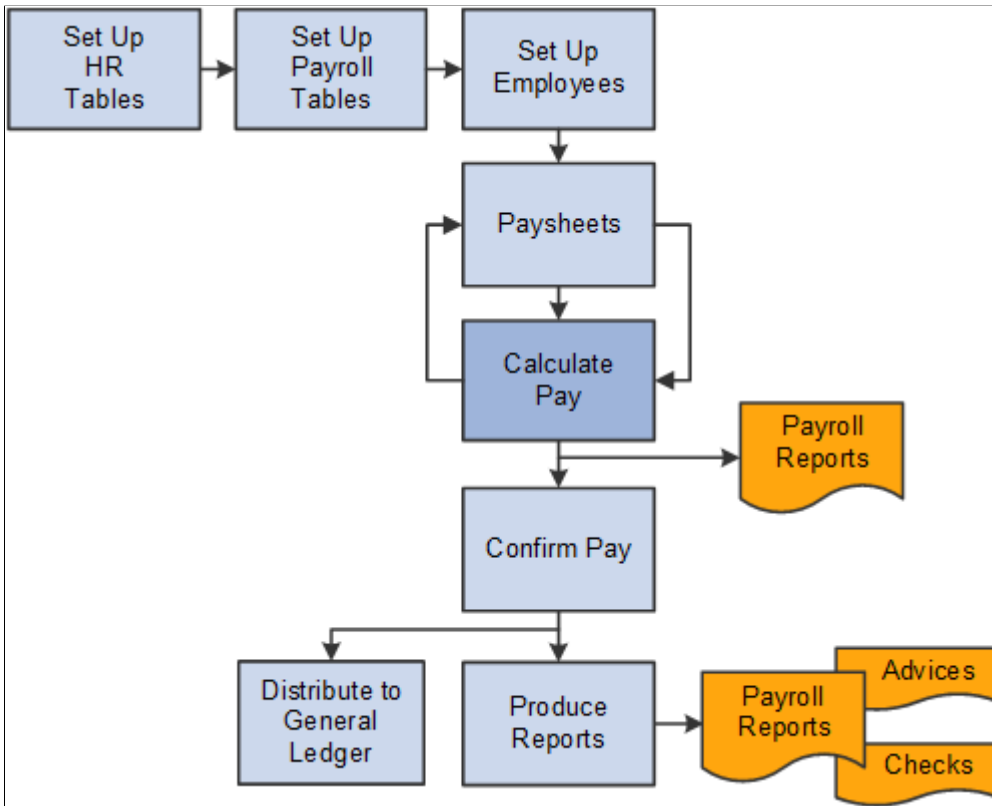 Set Up
HR
Tables
Set Up
Payroll
Tables
Set Up
Employees
Paysheets
Calculate
Pay
Payroll
Reports
Confirm Pay
Distribute to
General
Ledger
Produce
Reports
Payroll
Reports
Advices
Checks